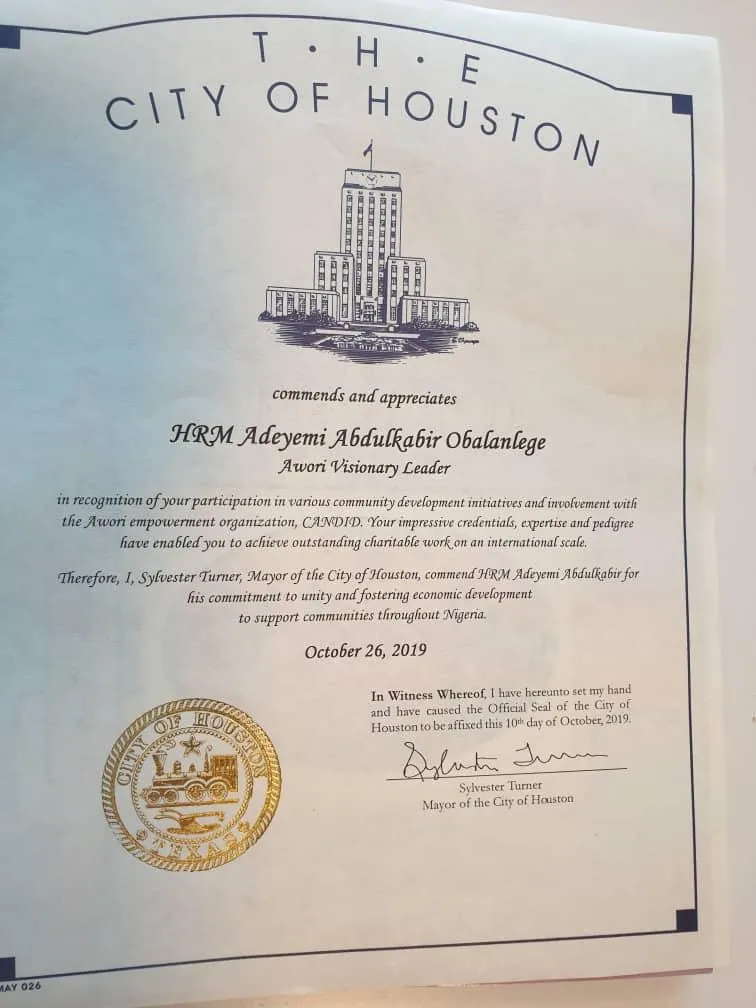 T · H · E
CITY OF HOUSTON
commends and appreciates
HRM Adeyemi Abdulkabir Obalanlege
Awori Visionary Leader
in recognition of your participation in various community development initiatives and involvement with
the Awori empowerment organization, CANDID. Your impressive credentials, expertise and pedigree
have enabled you to achieve outstanding charitable work on an international scale.
Therefore, I, Sylvester Turner, Mayor of the City of Houston, commend HRM Adeyemi Abdulkabir for
his commitment to unity and fostering economic development
to support communities throughout Nigeria.
October 26, 2019
In Witness Whereof, I have hereunto set my hand
and have caused the Official Seal of the City of
Houston to be affixed this 10th day of October, 2019.
Sylvester Turner
Sylvester Turner
Mayor of the City of Houston
CITY OF HOUSTON
TEXAS
MAY 026